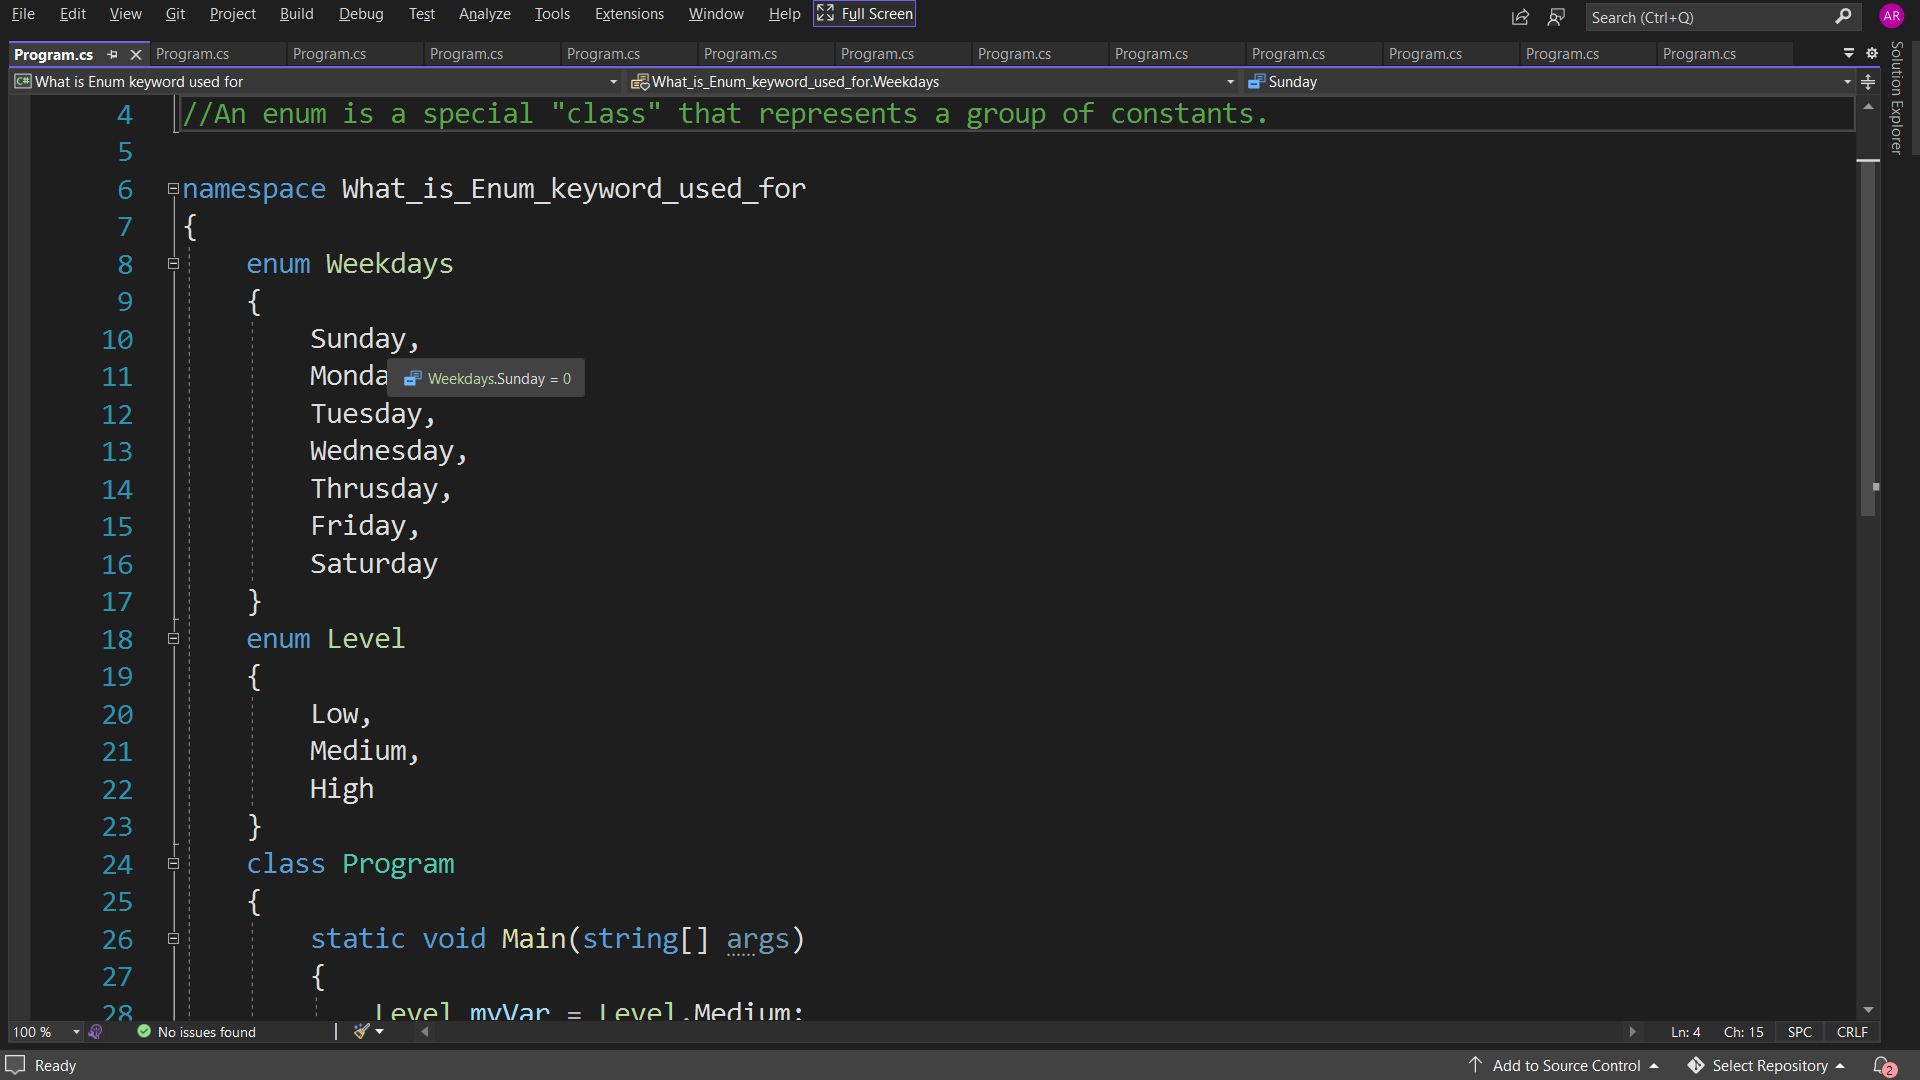 File Edit View Git Project Build Debug Test Analyze Tools Extensions Window Help Full Screen Search (Ctrl+Q) AR
Program.cs Program.cs Program.cs Program.cs Program.cs Program.cs Program.cs Program.cs Program.cs Program.cs Program.cs Program.cs Program.cs
Solution Explorer
C# What is Enum keyword used for What_is_Enum_keyword_used_for.Weekdays Sunday
4 //An enum is a special "class" that represents a group of constants.
5
6 namespace What_is_Enum_keyword_used_for
7 {
8 enum Weekdays
9 {
10 Sunday,
11 Monda
Weekdays.Sunday = 0
12 Tuesday,
13 Wednesday,
14 Thrusday,
15 Friday,
16 Saturday
17 }
18 enum Level
19 {
20 Low,
21 Medium,
22 High
23 }
24 class Program
25 {
26 static void Main(string[] args)
27 {
28 Level myVar = Level.Medium;
100 % No issues found Ln: 4 Ch: 15 SPC CRLF
Ready Add to Source Control Select Repository 2